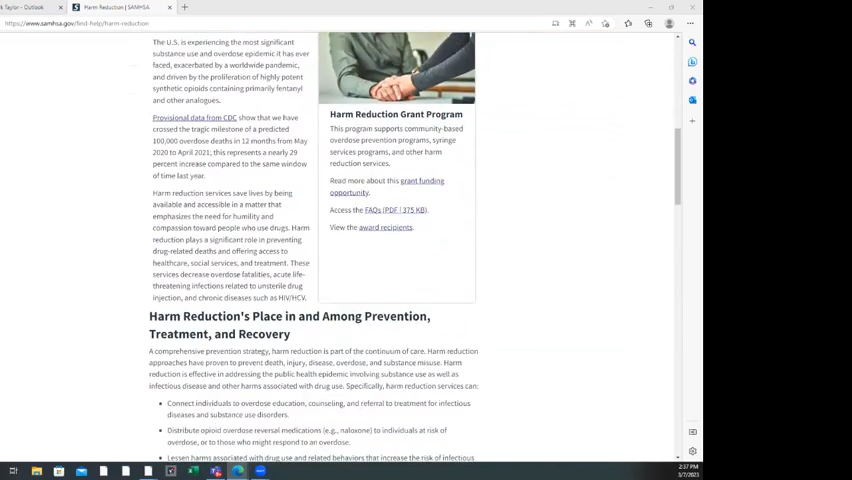 k Taylor - Outlook
Harm Reduction | SAMHSA
https://www.samhsa.gov/find-help/harm-reduction
The U.S. is experiencing the most significant
substance use and overdose epidemic it has ever
faced, exacerbated by a worldwide pandemic,
and driven by the proliferation of highly potent
synthetic opioids containing primarily fentanyl
and other analogues.
Provisional data from CDC show that we have
crossed the tragic milestone of a predicted
100,000 overdose deaths in 12 months from May
2020 to April 2021; this represents a nearly 29
percent increase compared to the same window
of time last year.
Harm reduction services save lives by being
available and accessible in a matter that
emphasizes the need for humility and
compassion toward people who use drugs. Harm
reduction plays a significant role in preventing
drug-related deaths and offering access to
healthcare, social services, and treatment. These
services decrease overdose fatalities, acute life-
threatening infections related to unsterile drug
injection, and chronic diseases such as HIV/HCV.
Harm Reduction Grant Program
This program supports community-based
overdose prevention programs, syringe
services programs, and other harm
reduction services.
Read more about this grant funding
opportunity.
Access the FAQs (PDF | 375 KB).
View the award recipients.
Harm Reduction's Place in and Among Prevention,
Treatment, and Recovery
A comprehensive prevention strategy, harm reduction is part of the continuum of care. Harm reduction
approaches have proven to prevent death, injury, disease, overdose, and substance misuse. Harm
reduction is effective in addressing the public health epidemic involving substance use as well as
infectious disease and other harms associated with drug use. Specifically, harm reduction services can:
• Connect individuals to overdose education, counseling, and referral to treatment for infectious
diseases and substance use disorders.
• Distribute opioid overdose reversal medications (e.g., naloxone) to individuals at risk of
overdose, or to those who might respond to an overdose.
• Lessen harms associated with drug use and related behaviors that increase the risk of infectious
2:37 PM
3/7/2023